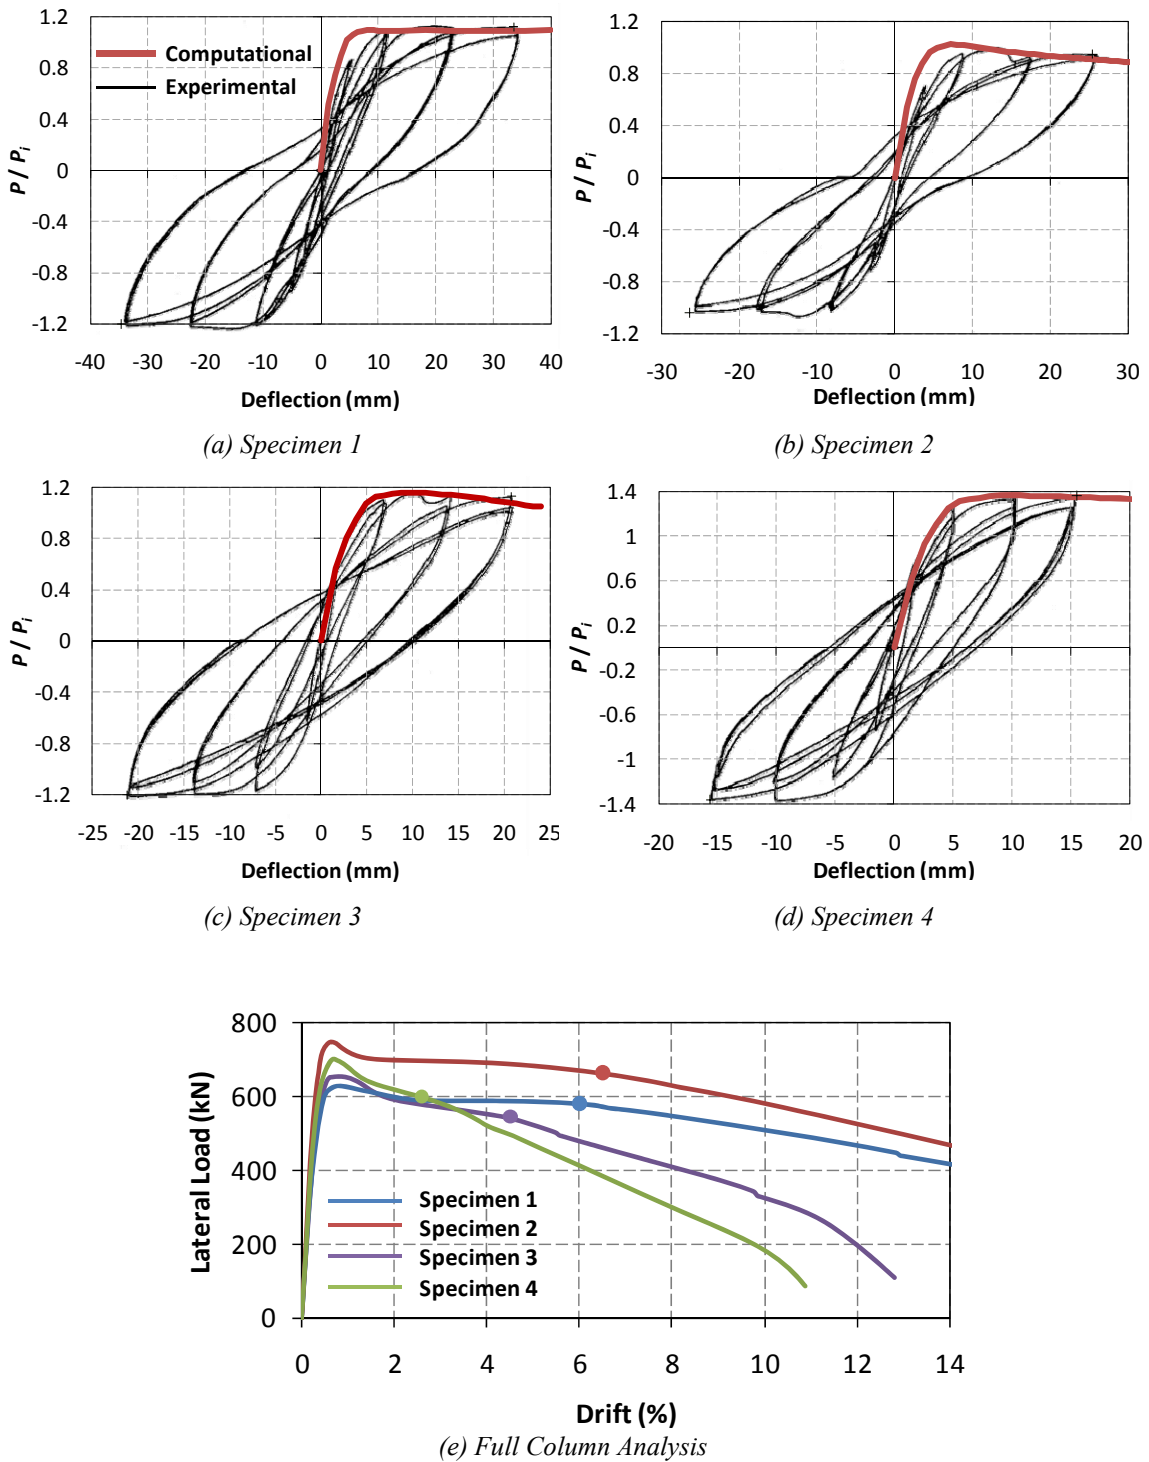 1.2
0.8
0.4
0
-0.4
-0.8
-1.2
P / Pi
Computational
Experimental
-40 -30 -20 -10 0 10 20 30 40
Deflection (mm)
(a) Specimen 1
1.2
0.8
0.4
0
-0.4
-0.8
-1.2
P / Pi
-30 -20 -10 0 10 20 30
Deflection (mm)
(b) Specimen 2
1.2
0.8
0.4
0
-0.4
-0.8
-1.2
P / Pi
-25 -20 -15 -10 -5 0 5 10 15 20 25
Deflection (mm)
(c) Specimen 3
1.4
1
0.6
0.2
-0.2
-0.6
-1
-1.4
P / Pi
-20 -15 -10 -5 0 5 10 15 20
Deflection (mm)
(d) Specimen 4
800
600
400
200
0
Lateral Load (kN)
Specimen 1
Specimen 2
Specimen 3
Specimen 4
0 2 4 6 8 10 12 14
Drift (%)
(e) Full Column Analysis